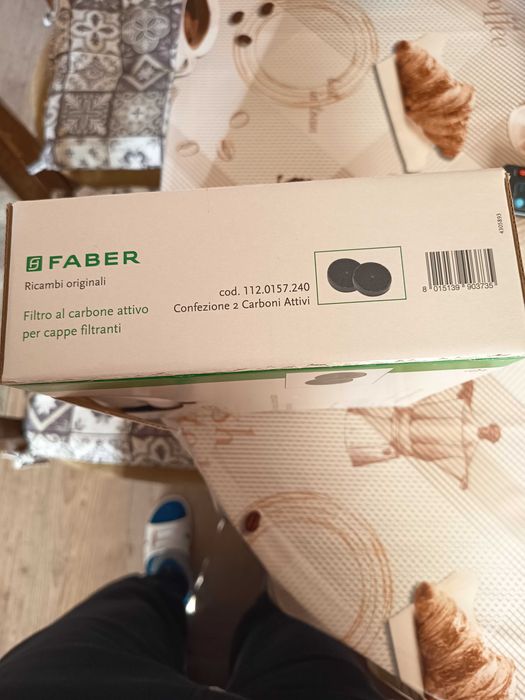 FABER
Ricambi originali
Filtro al carbone attivo
per cappe filtranti
cod. 112.0157.240
Confezione 2 Carboni Attivi
8 015139 903735
4305893